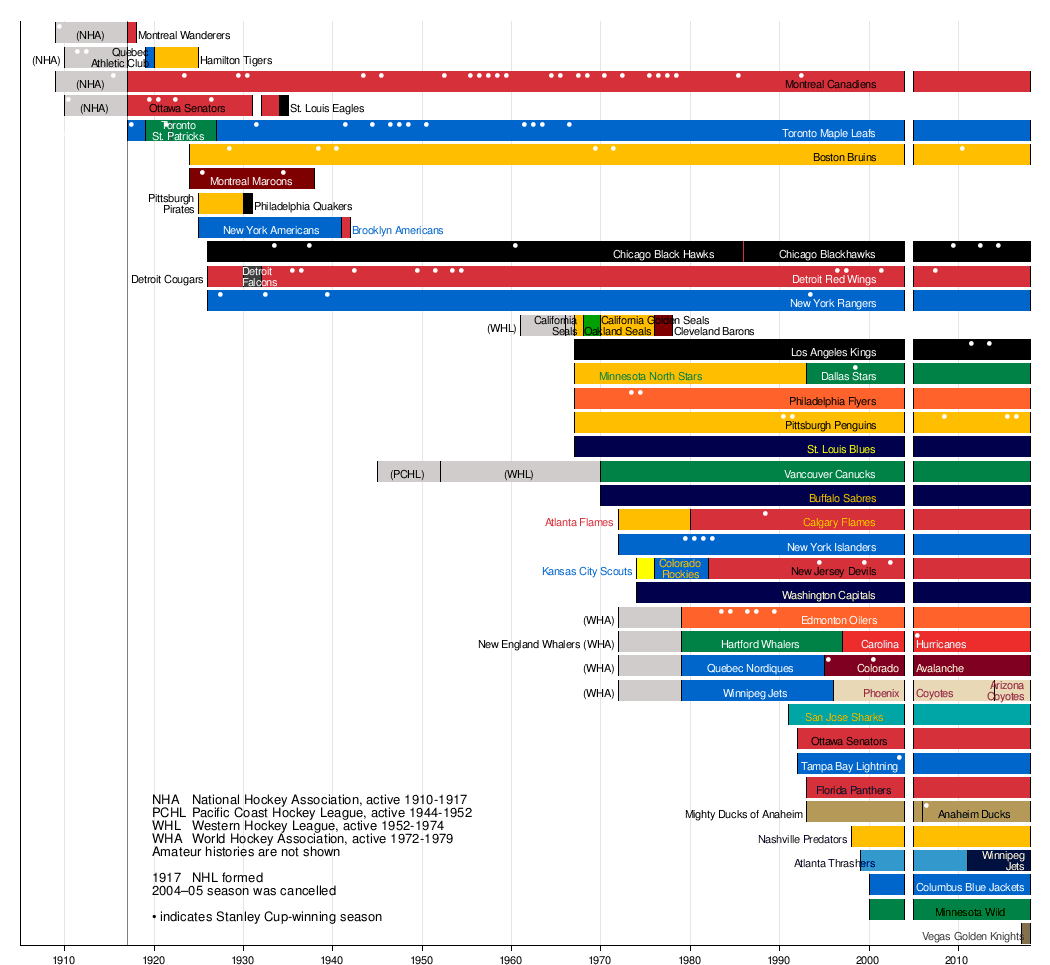 (NHA)
Montreal Wanderers
(NHA)
Quebec
Athletic Club
Hamilton Tigers
(NHA)
Montreal Canadiens
(NHA)
Ottawa Senators
St. Louis Eagles
Toronto
St. Patricks
Toronto Maple Leafs
Boston Bruins
Montreal Maroons
Pittsburgh
Pirates
Philadelphia Quakers
New York Americans
Brooklyn Americans
Chicago Black Hawks
Chicago Blackhawks
Detroit Cougars
Detroit
Falcons
Detroit Red Wings
New York Rangers
(WHL)
California
Seals
Oakland Seals
California Golden Seals
Cleveland Barons
Los Angeles Kings
Minnesota North Stars
Dallas Stars
Philadelphia Flyers
Pittsburgh Penguins
St. Louis Blues
(PCHL)
(WHL)
Vancouver Canucks
Buffalo Sabres
Atlanta Flames
Calgary Flames
New York Islanders
Kansas City Scouts
Colorado
Rockies
New Jersey Devils
Washington Capitals
(WHA)
Edmonton Oilers
New England Whalers (WHA)
Hartford Whalers
Carolina
Hurricanes
(WHA)
Quebec Nordiques
Colorado
Avalanche
(WHA)
Winnipeg Jets
Phoenix
Coyotes
Arizona
Coyotes
San Jose Sharks
Ottawa Senators
Tampa Bay Lightning
Florida Panthers
Mighty Ducks of Anaheim
Anaheim Ducks
Nashville Predators
Atlanta Thrashers
Winnipeg
Jets
Columbus Blue Jackets
Minnesota Wild
Vegas Golden Knights
NHA National Hockey Association, active 1910-1917
PCHL Pacific Coast Hockey League, active 1944-1952
WHL Western Hockey League, active 1952-1974
WHA World Hockey Association, active 1972-1979
Amateur histories are not shown
1917 NHL formed
2004–05 season was cancelled
• indicates Stanley Cup-winning season
1910 1920 1930 1940 1950 1960 1970 1980 1990 2000 2010